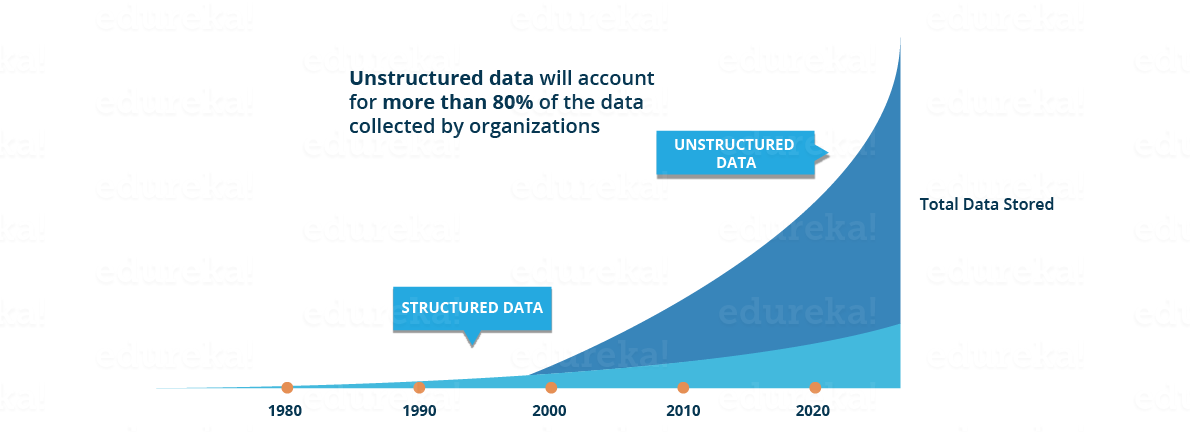 Unstructured data will account
for more than 80% of the data
collected by organizations
UNSTRUCTURED
DATA
Total Data Stored
STRUCTURED DATA
1980
1990
2000
2010
2020
edureka!